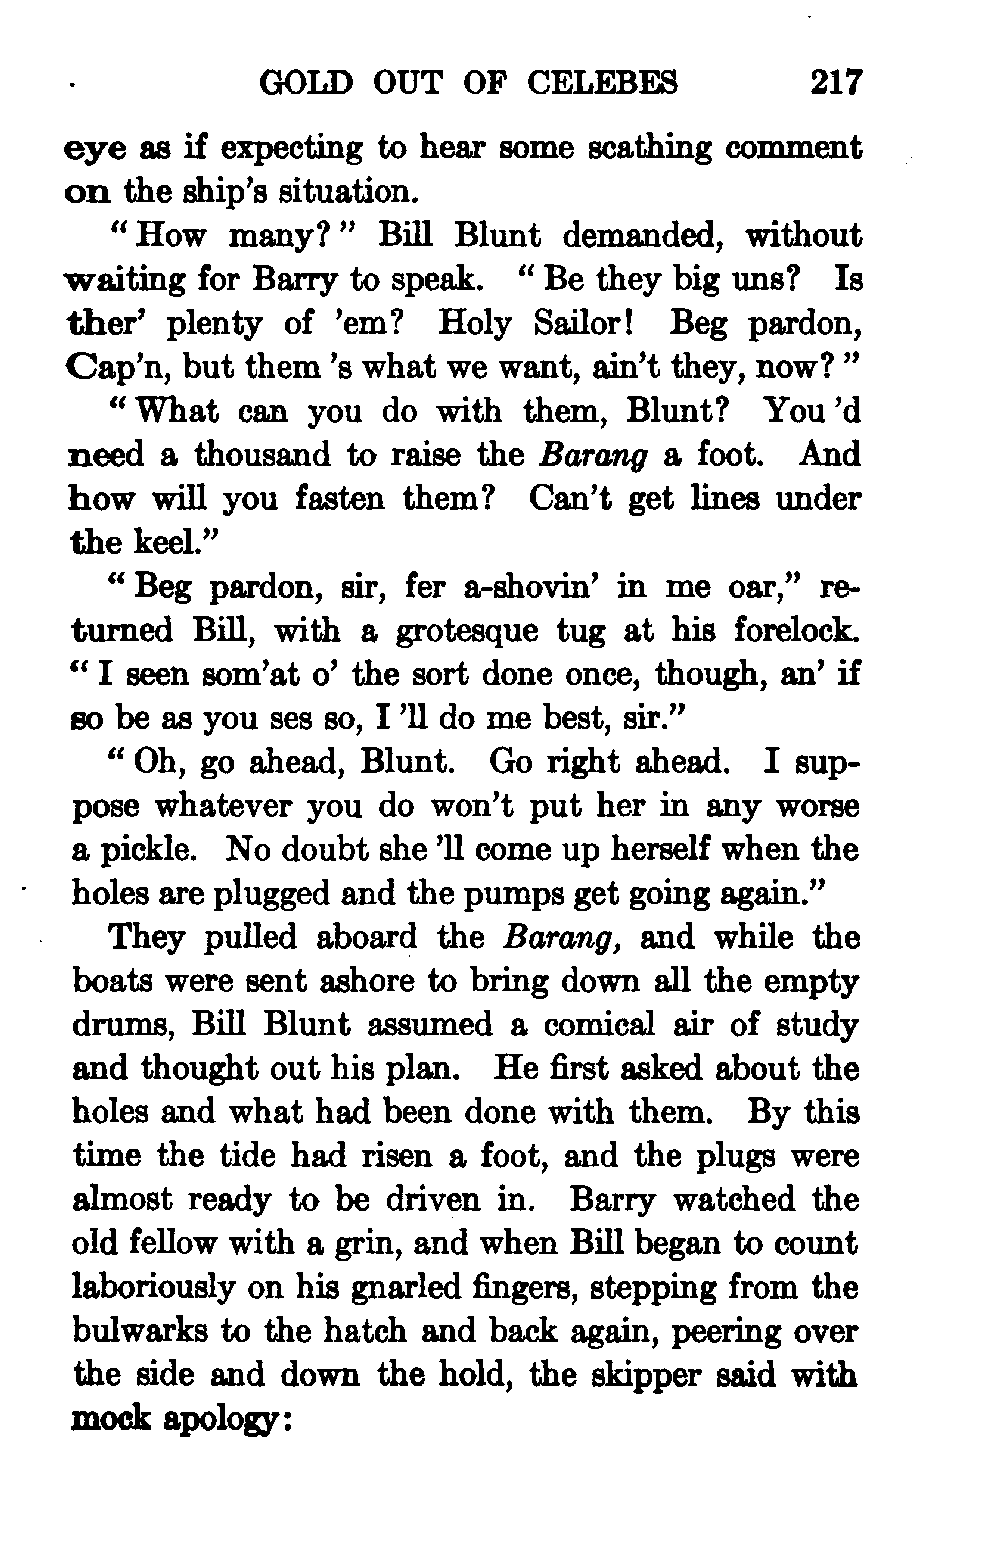 GOLD OUT OF CELEBES 217
eye as if expecting to hear some scathing comment
on the ship's situation.
"How many?" Bill Blunt demanded, without
waiting for Barry to speak. "Be they big uns? Is
ther' plenty of 'em? Holy Sailor! Beg pardon,
Cap'n, but them 's what we want, ain't they, now?"
"What can you do with them, Blunt? You 'd
need a thousand to raise the Barang a foot. And
how will you fasten them? Can't get lines under
the keel."
"Beg pardon, sir, fer a-shovin' in me oar," re-
turned Bill, with a grotesque tug at his forelock.
"I seen som'at o' the sort done once, though, an' if
so be as you ses so, I 'll do me best, sir."
"Oh, go ahead, Blunt. Go right ahead. I sup-
pose whatever you do won't put her in any worse
a pickle. No doubt she 'll come up herself when the
holes are plugged and the pumps get going again."
They pulled aboard the Barang, and while the
boats were sent ashore to bring down all the empty
drums, Bill Blunt assumed a comical air of study
and thought out his plan. He first asked about the
holes and what had been done with them. By this
time the tide had risen a foot, and the plugs were
almost ready to be driven in. Barry watched the
old fellow with a grin, and when Bill began to count
laboriously on his gnarled fingers, stepping from the
bulwarks to the hatch and back again, peering over
the side and down the hold, the skipper said with
mock apology: